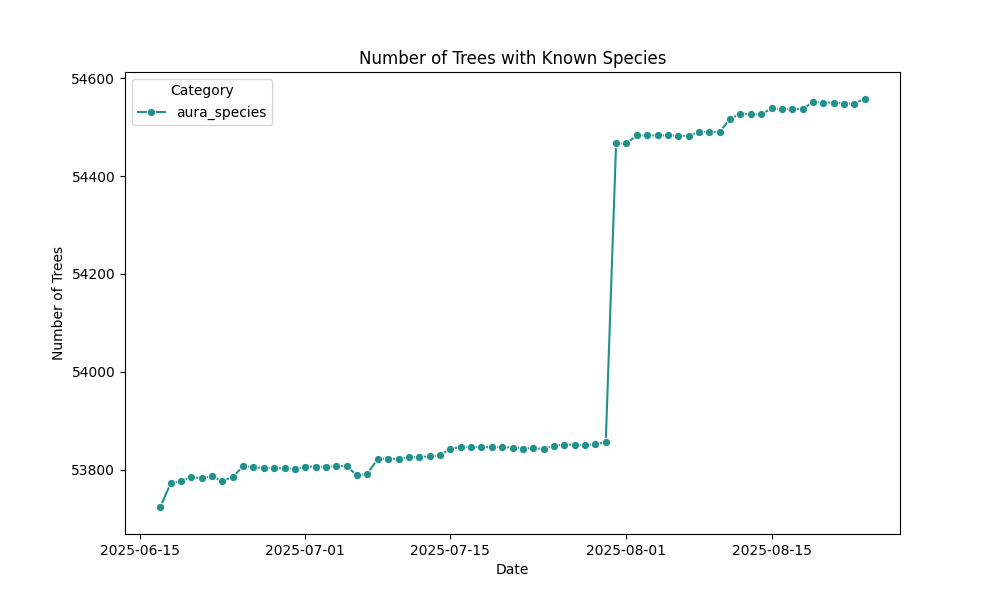 Number of Trees with Known Species
54600
54400
54200
54000
53800
Number of Trees
Category
aura_species
2025-06-15
2025-07-01
2025-07-15
2025-08-01
2025-08-15
Date